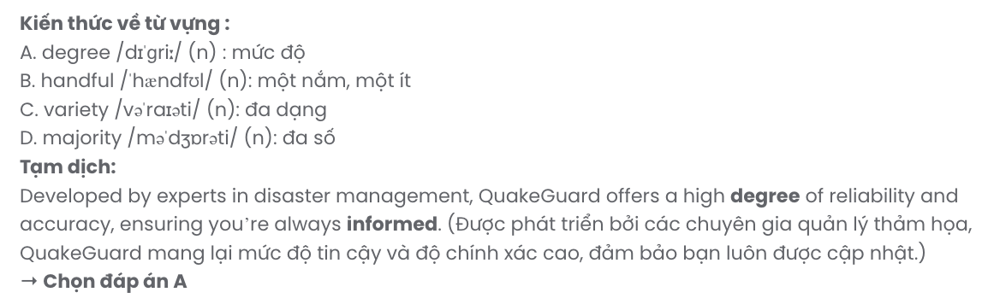 Kiến thức về từ vựng :
A. degree /dɪˈɡriː/ (n) : mức độ
B. handful /ˈhændfʊl/ (n): một nắm, một ít
C. variety /vəˈraɪəti/ (n): đa dạng
D. majority /məˈdʒɒrəti/ (n): đa số
Tạm dịch:
Developed by experts in disaster management, QuakeGuard offers a high degree of reliability and
accuracy, ensuring you’re always informed. (Được phát triển bởi các chuyên gia quản lý thảm họa,
QuakeGuard mang lại mức độ tin cậy và độ chính xác cao, đảm bảo bạn luôn được cập nhật.)
→ Chọn đáp án A